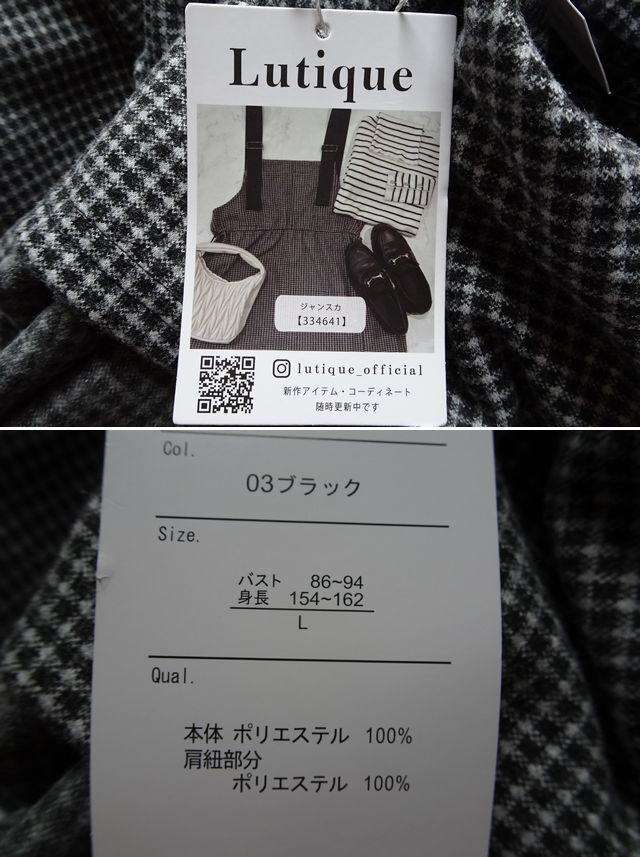 Lutique
ジャンスカ
【334641】
lutique_official
新作アイテム・コーディネート
随時更新中です
Col.
03ブラック
Size.
バスト 86~94
身長 154~162
L
Qual.
本体 ポリエステル 100%
肩紐部分
ポリエステル 100%